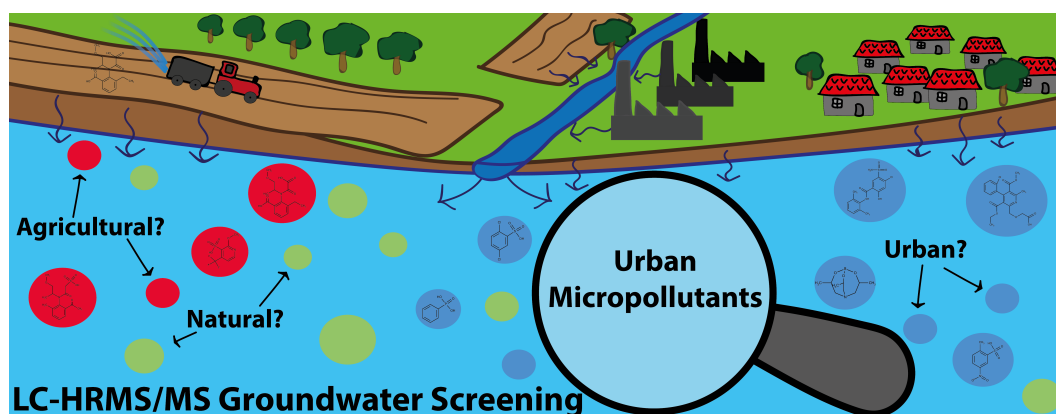 Agricultural?
Natural?
Urban
Micropollutants
Urban?
LC-HRMS/MS Groundwater Screening